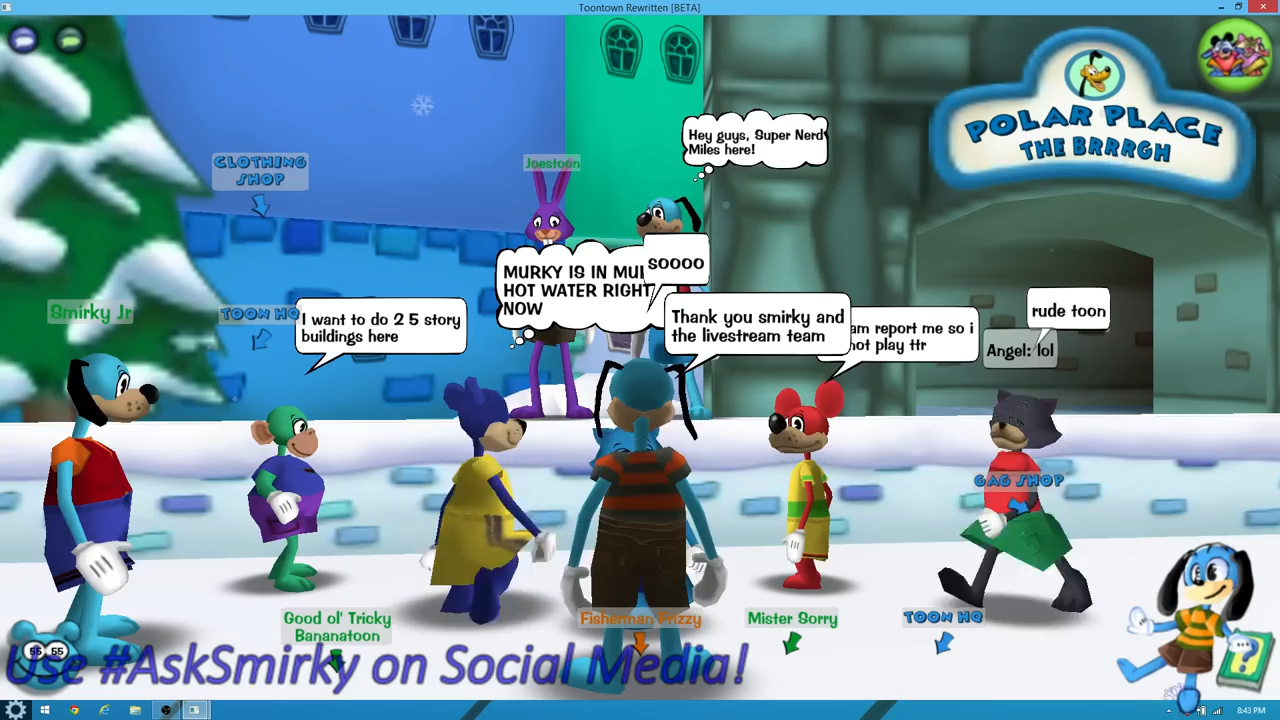 Toontown Rewritten [BETA]
POLAR PLACE
THE BRRRGH
Hey guys, Super Nerd
Miles here!
CLOTHING
SHOP
Joestoon
MURKY IS IN
HOT WATER RIGHT
NOW
soooo
Smirky Jr
TOON HQ
I want to do 2 5 story
buildings here
Thank you smirky and
the livestream team
am report me so i
not play ttr
rude toon
Angel: lol
GAG SHOP
Good ol' Tricky
Bananatoon
Fisherman Frizzy
Mister Sorry
TOON HQ
55 55
Use #AskSmirky on Social Media!
?
8:43 PM